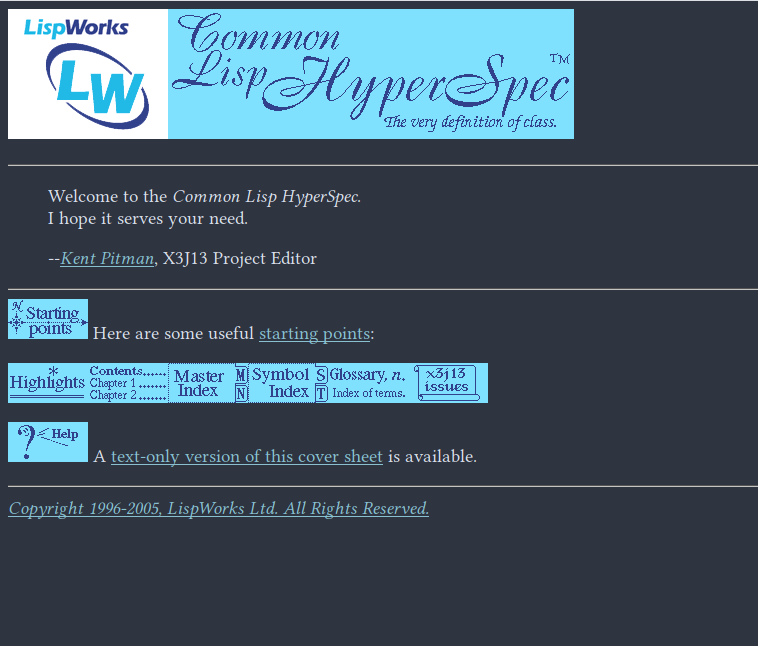 LispWorks
LW
Common
Lisp HyperSpec™
The very definition of class.
Welcome to the Common Lisp HyperSpec.
I hope it serves your need.
--Kent Pitman, X3J13 Project Editor
N
Starting
points
Here are some useful starting points:
*
Highlights
Contents......
Chapter 1 ......
Chapter 2 ......
Master
Index
M
N
Symbol
Index
S
T
Glossary, n.
Index of terms.
x3j13
issues
? Help
A text-only version of this cover sheet is available.
Copyright 1996-2005, LispWorks Ltd. All Rights Reserved.